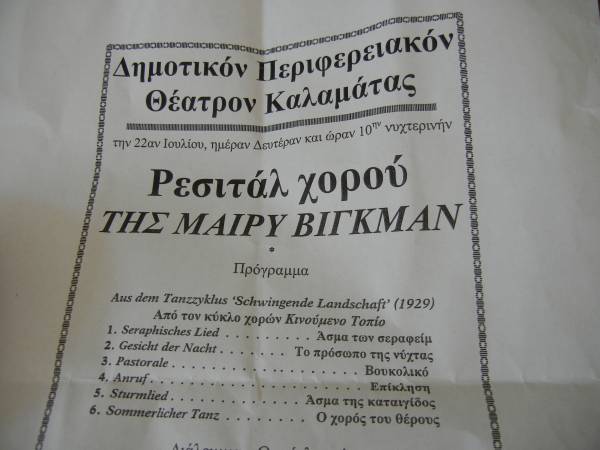 Δημοτικόν Περιφερειακόν
Θέατρον Καλαμάτας
την 22αν Ιουλίου, ημέραν Δευτέραν και ώραν 10ην νυχτερινήν
Ρεσιτάλ χορού
ΤΗΣ ΜΑΙΡΥ ΒΙΓΚΜΑΝ
*
Πρόγραμμα
Aus dem Tanzzyklus ‘Schwingende Landschaft’ (1929)
Από τον κύκλο χορών Κινούμενο Τοπίο
1. Seraphisches Lied . . . . . . . . . Άσμα των σεραφείμ
2. Gesicht der Nacht . . . . . . . Το πρόσωπο της νύχτας
3. Pastorale . . . . . . . . . . . . . . . . . . . . Βουκολικό
4. Anruf . . . . . . . . . . . . . . . . . . . . . . . Επίκληση
5. Sturmlied . . . . . . . . . . . . . . Άσμα της καταιγίδος
6. Sommerlicher Tanz . . . . . . . . Ο χορός του θέρους